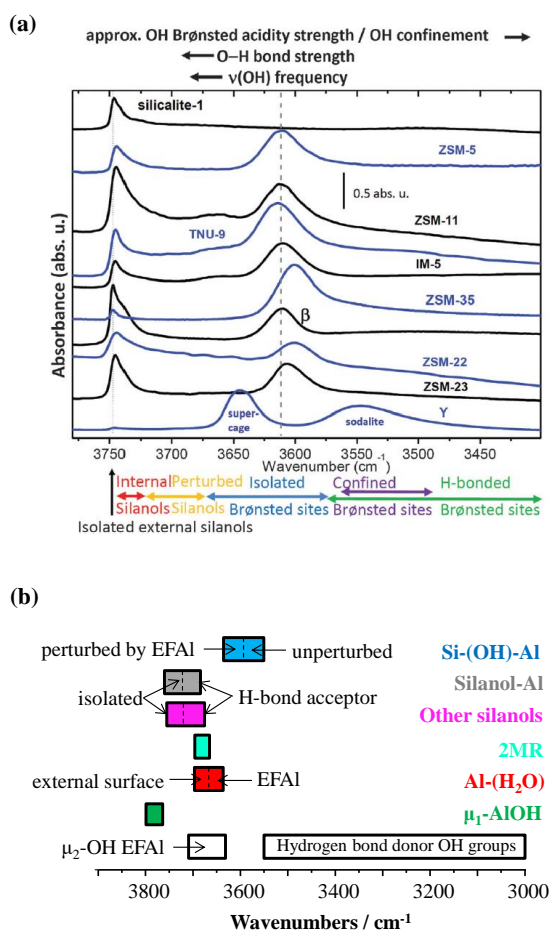 (a)
approx. OH Brønsted acidity strength / OH confinement
O–H bond strength
ν(OH) frequency
silicalite-1
ZSM-5
0.5 abs. u.
ZSM-11
TNU-9
IM-5
ZSM-35
β
ZSM-22
ZSM-23
Y
super-
cage
sodalite
Absorbance (abs. u.)
3750 3700 3650 3600 3550 3500 3450
Wavenumber (cm-1)
Internal Perturbed Isolated Confined H-bonded
Silanols Silanols Brønsted sites Brønsted sites Brønsted sites
Isolated external silanols
(b)
perturbed by EFAl unperturbed Si-(OH)-Al
Silanol-Al
isolated H-bond acceptor
Other silanols
2MR
external surface EFAl Al-(H2O)
μ1-AlOH
μ2-OH EFAl Hydrogen bond donor OH groups
3800 3600 3400 3200 3000
Wavenumbers / cm-1